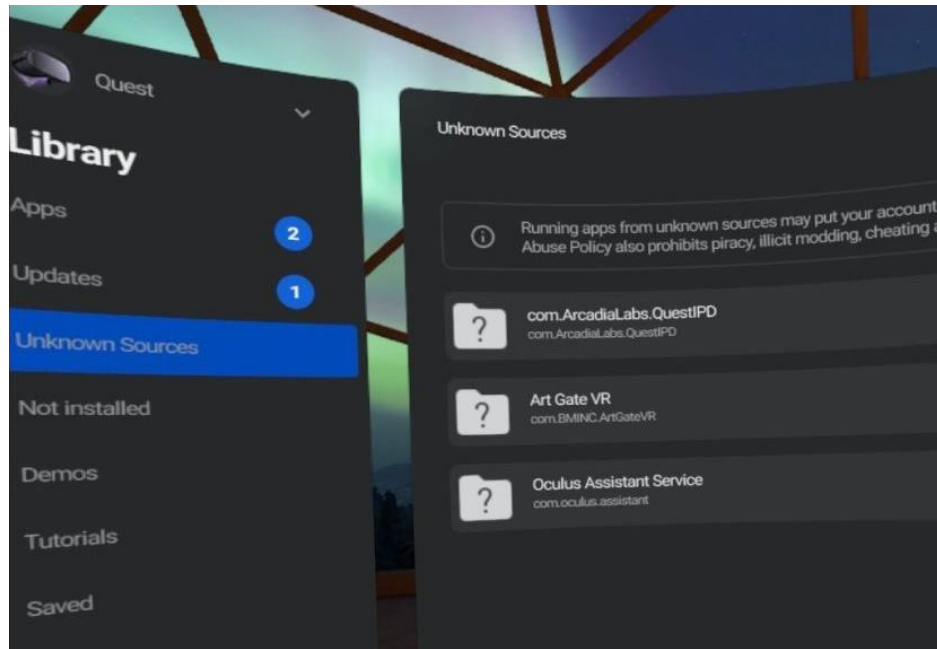 Quest
Library
Apps
2
Updates
1
Unknown Sources
Not installed
Demos
Tutorials
Saved
Unknown Sources
Running apps from unknown sources may put your account
Abuse Policy also prohibits piracy, illicit modding, cheating a
com.ArcadiaLabs.QuestIPD
com.ArcadiaLabs.QuestIPD
Art Gate VR
com.BMINC.ArtGateVR
Oculus Assistant Service
com.oculus.assistant